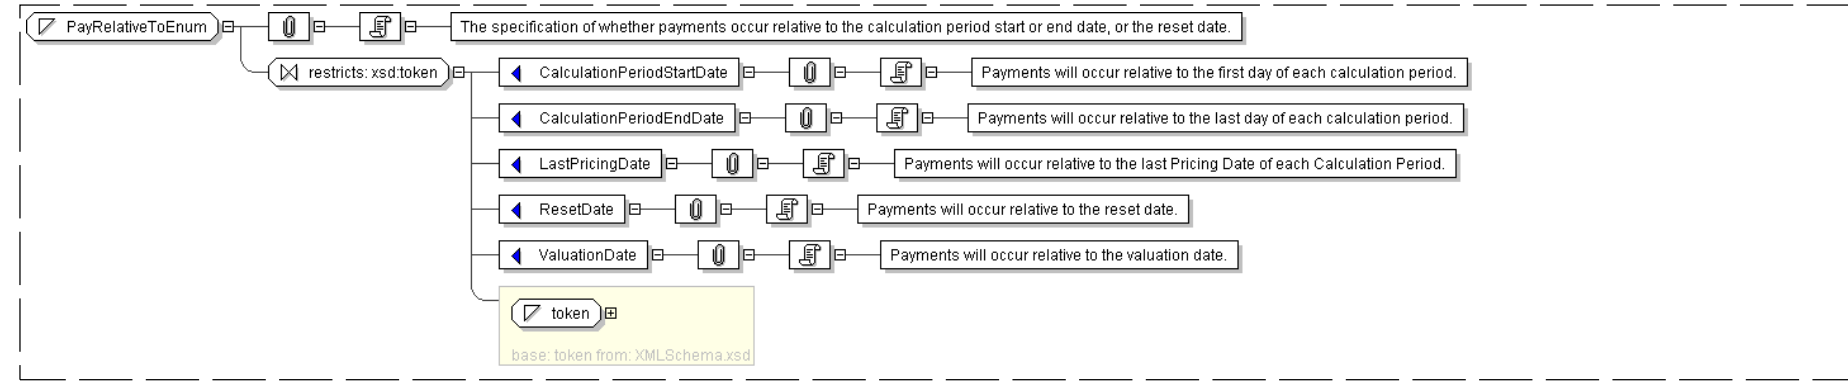 PayRelativeToEnum The specification of whether payments occur relative to the calculation period start or end date, or the reset date.
restricts: xsd:token CalculationPeriodStartDate Payments will occur relative to the first day of each calculation period.
CalculationPeriodEndDate Payments will occur relative to the last day of each calculation period.
LastPricingDate Payments will occur relative to the last Pricing Date of each Calculation Period.
ResetDate Payments will occur relative to the reset date.
ValuationDate Payments will occur relative to the valuation date.
token
base: token from: XMLSchema.xsd